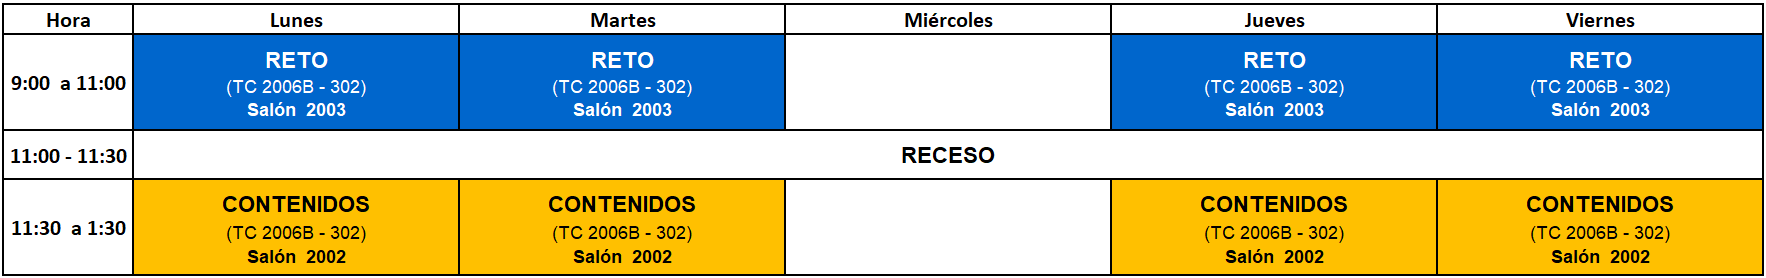 Hora Lunes Martes Miércoles Jueves Viernes
9:00 a 11:00
RETO RETO RETO RETO
(TC 2006B - 302) (TC 2006B - 302) (TC 2006B - 302) (TC 2006B - 302)
Salón 2003 Salón 2003 Salón 2003 Salón 2003
11:00 - 11:30 RECESO
11:30 a 1:30
CONTENIDOS CONTENIDOS CONTENIDOS CONTENIDOS
(TC 2006B - 302) (TC 2006B - 302) (TC 2006B - 302) (TC 2006B - 302)
Salón 2002 Salón 2002 Salón 2002 Salón 2002